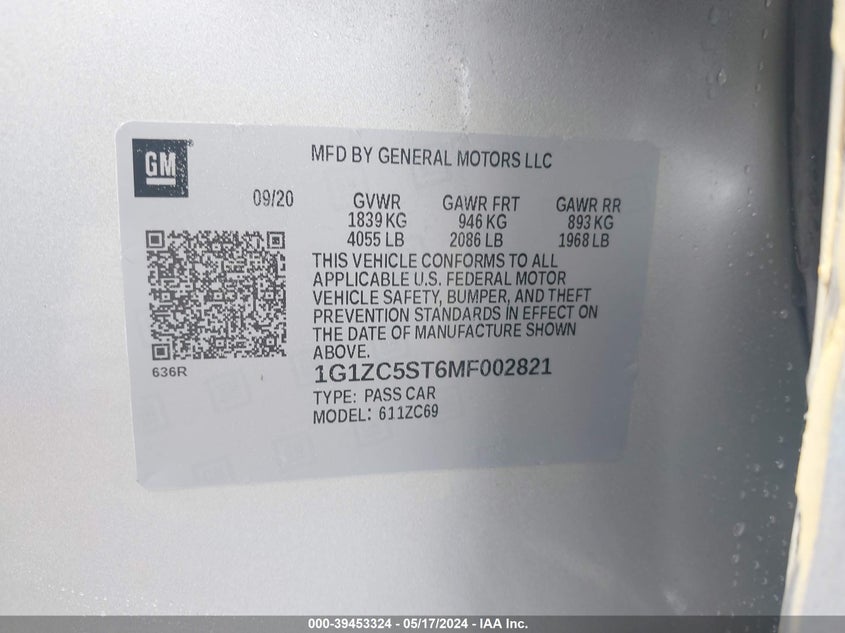 GM
MFD BY GENERAL MOTORS LLC
09/20
GVWR GAWR FRT GAWR RR
1839 KG 946 KG 893 KG
4055 LB 2086 LB 1968 LB
THIS VEHICLE CONFORMS TO ALL
APPLICABLE U.S. FEDERAL MOTOR
VEHICLE SAFETY, BUMPER, AND THEFT
PREVENTION STANDARDS IN EFFECT ON
THE DATE OF MANUFACTURE SHOWN
ABOVE.
636R
1G1ZC5ST6MF002821
TYPE: PASS CAR
MODEL: 611ZC69
000-39453324 - 05/17/2024 - IAA Inc.